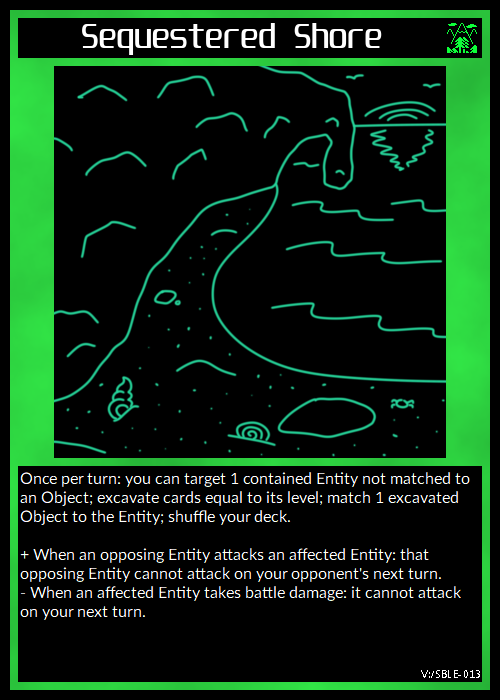 Sequestered Shore
Once per turn: you can target 1 contained Entity not matched to
an Object; excavate cards equal to its level; match 1 excavated
Object to the Entity; shuffle your deck.
+ When an opposing Entity attacks an affected Entity: that
opposing Entity cannot attack on your opponent's next turn.
- When an affected Entity takes battle damage: it cannot attack
on your next turn.
V:/SBLE-013